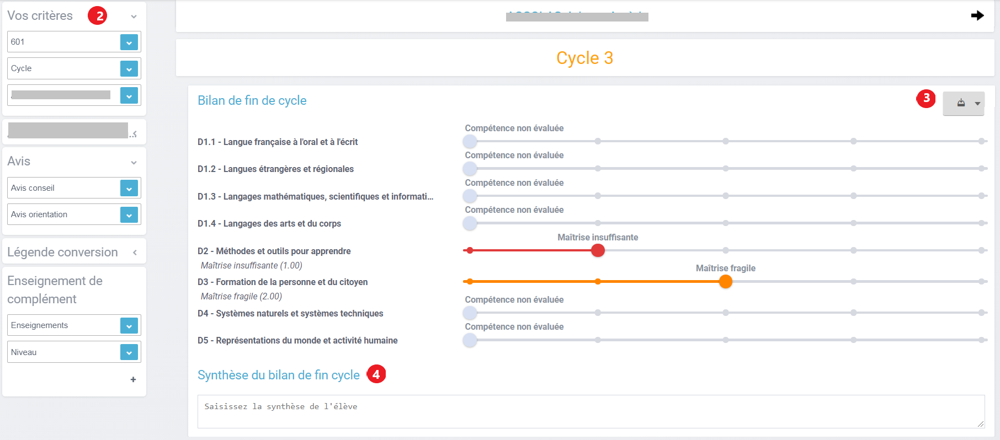 Vos critères 2
601
Cycle
...
Avis
Avis conseil
Avis orientation
Légende conversion
Enseignement de
complément
Enseignements
Niveau
+
Cycle 3
Bilan de fin de cycle
3
Compétence non évaluée
D1.1 - Langue française à l'oral et à l'écrit
Compétence non évaluée
D1.2 - Langues étrangères et régionales
Compétence non évaluée
D1.3 - Langages mathématiques, scientifiques et informati...
Compétence non évaluée
D1.4 - Langages des arts et du corps
Maîtrise insuffisante
D2 - Méthodes et outils pour apprendre
Maîtrise insuffisante (1.00)
Maîtrise fragile
D3 - Formation de la personne et du citoyen
Maîtrise fragile (2.00)
Compétence non évaluée
D4 - Systèmes naturels et systèmes techniques
Compétence non évaluée
D5 - Représentations du monde et activité humaine
Synthèse du bilan de fin cycle 4
Saisissez la synthèse de l'élève